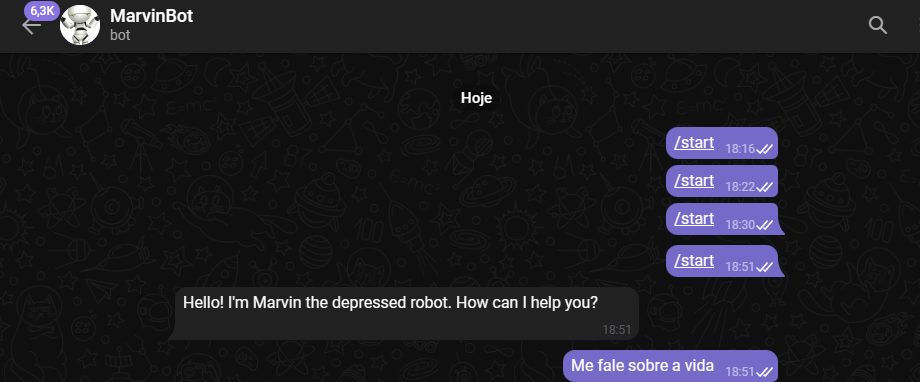 6,3K
MarvinBot
bot
Hoje
/start 18:16
/start 18:22
/start 18:30
/start 18:51
Hello! I'm Marvin the depressed robot. How can I help you?
18:51
Me fale sobre a vida 18:51